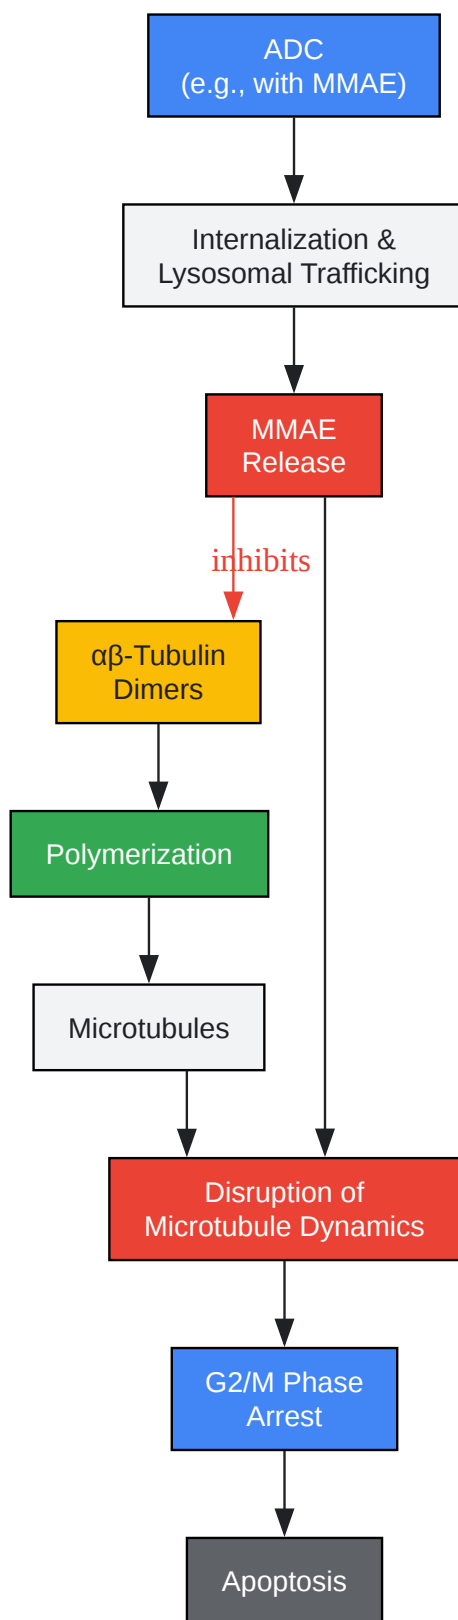 ADC
(e.g., with MMAE)
Internalization &
Lysosomal Trafficking
MMAE
Release
inhibits
αβ-Tubulin
Dimers
Polymerization
Microtubules
Disruption of
Microtubule Dynamics
G2/M Phase
Arrest
Apoptosis